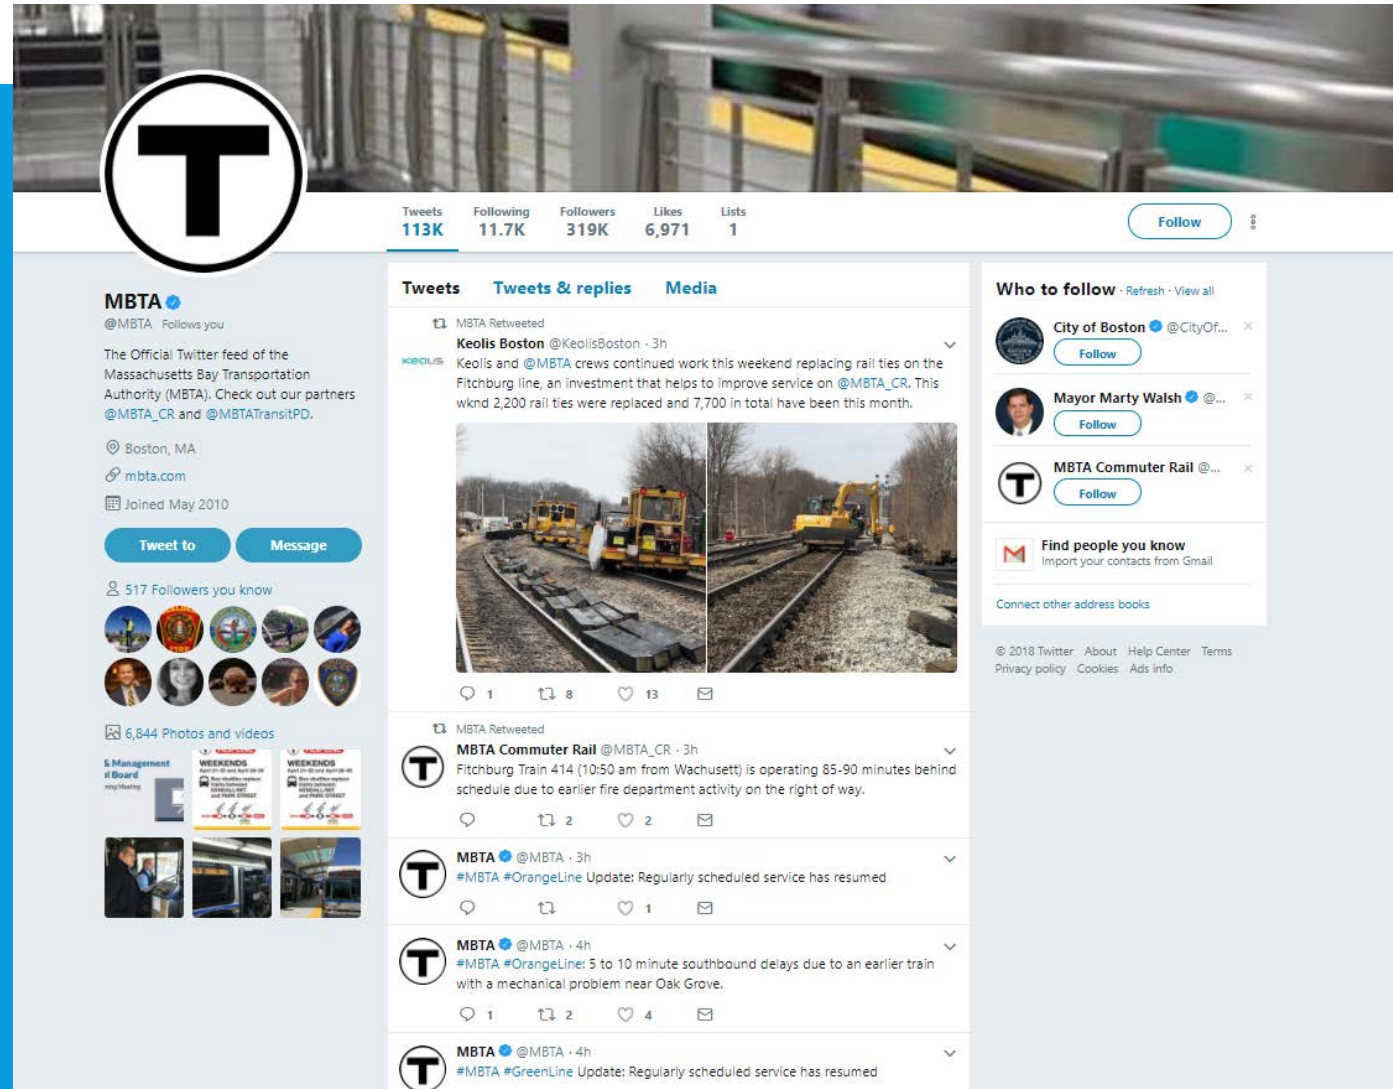 T
Tweets Following Followers Likes Lists
113K 11.7K 319K 6,971 1
Follow
MBTA
@MBTA Follows you
The Official Twitter feed of the
Massachusetts Bay Transportation
Authority (MBTA). Check out our partners
@MBTA_CR and @MBTATransitPD.
Boston, MA
mbta.com
Joined May 2010
Tweet to Message
517 Followers you know
6,844 Photos and videos
& Management
WEEKENDS
WEEKENDS
Tweets Tweets & replies Media
MBTA Retweeted
Keolis Boston @KeolisBoston · 3h
KEOLIS
Keolis and @MBTA crews continued work this weekend replacing rail ties on the
Fitchburg line, an investment that helps to improve service on @MBTA_CR. This
wknd 2,200 rail ties were replaced and 7,700 in total have been this month.
1 8 13
MBTA Retweeted
T
MBTA Commuter Rail @MBTA_CR · 3h
Fitchburg Train 414 (10:50 am from Wachusett) is operating 85-90 minutes behind
schedule due to earlier fire department activity on the right of way.
2 2
T
MBTA @MBTA · 3h
#MBTA #OrangeLine Update: Regularly scheduled service has resumed
1
T
MBTA @MBTA · 4h
#MBTA #OrangeLine: 5 to 10 minute southbound delays due to an earlier train
with a mechanical problem near Oak Grove.
1 2 4
T
MBTA @MBTA · 4h
#MBTA #GreenLine Update: Regularly scheduled service has resumed
Who to follow · Refresh · View all
City of Boston @CityOf...
Follow
Mayor Marty Walsh @...
Follow
T
MBTA Commuter Rail @...
Follow
Find people you know
Import your contacts from Gmail
Connect other address books
© 2018 Twitter About Help Center Terms
Privacy policy Cookies Ads info